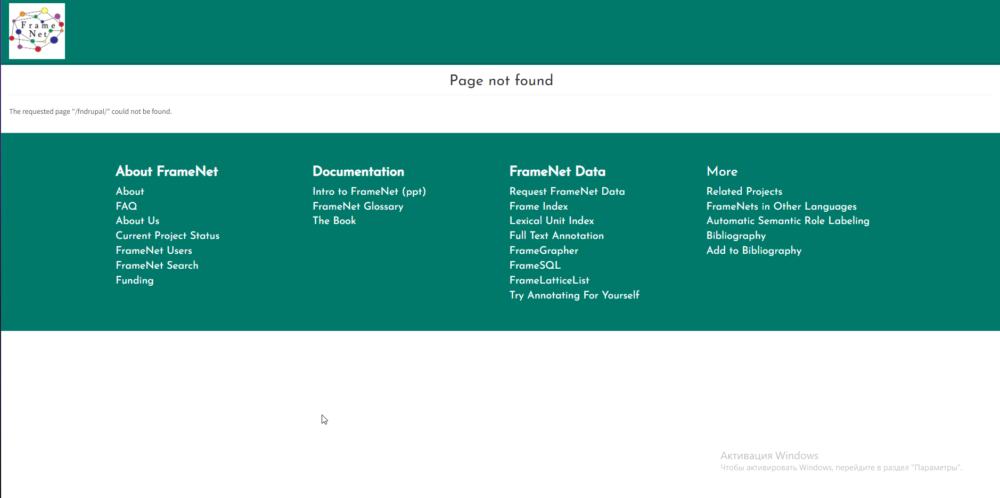 Frame
Net
Page not found
The requested page "/fndrupal/" could not be found.
About FrameNet
About
FAQ
About Us
Current Project Status
FrameNet Users
FrameNet Search
Funding
Documentation
Intro to FrameNet (ppt)
FrameNet Glossary
The Book
FrameNet Data
Request FrameNet Data
Frame Index
Lexical Unit Index
Full Text Annotation
FrameGrapher
FrameSQL
FrameLatticeList
Try Annotating For Yourself
More
Related Projects
FrameNets in Other Languages
Automatic Semantic Role Labeling
Bibliography
Add to Bibliography
Активация Windows
Чтобы активировать Windows, перейдите в раздел "Параметры".